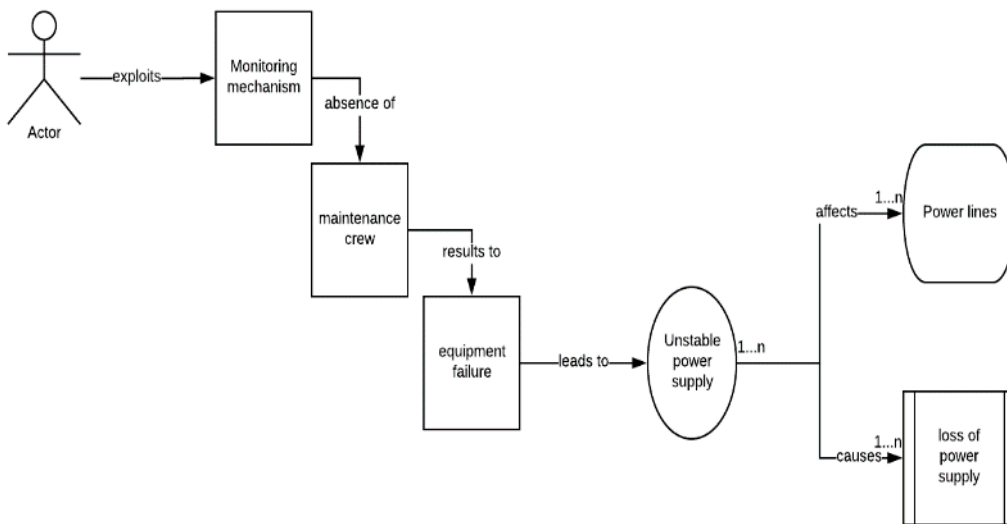 Actor
exploits
Monitoring
mechanism
absence of
maintenance
crew
results to
equipment
failure
leads to
Unstable
power
supply
1...n
affects
1...n
Power lines
causes
1...n
loss of
power
supply